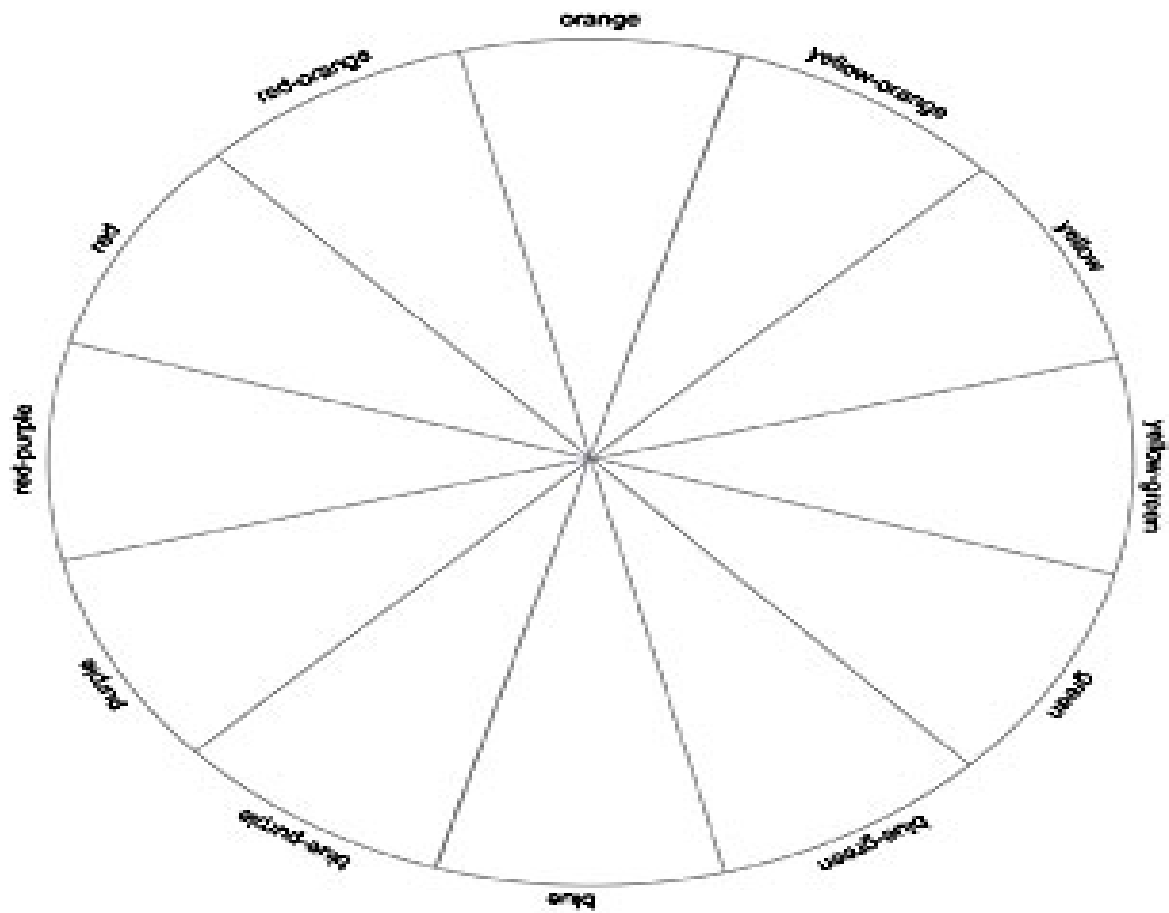 orange
yellow-orange
yellow
yellow-green
green
blue-green
blue
blue-purple
purple
red-purple
red
red-orange